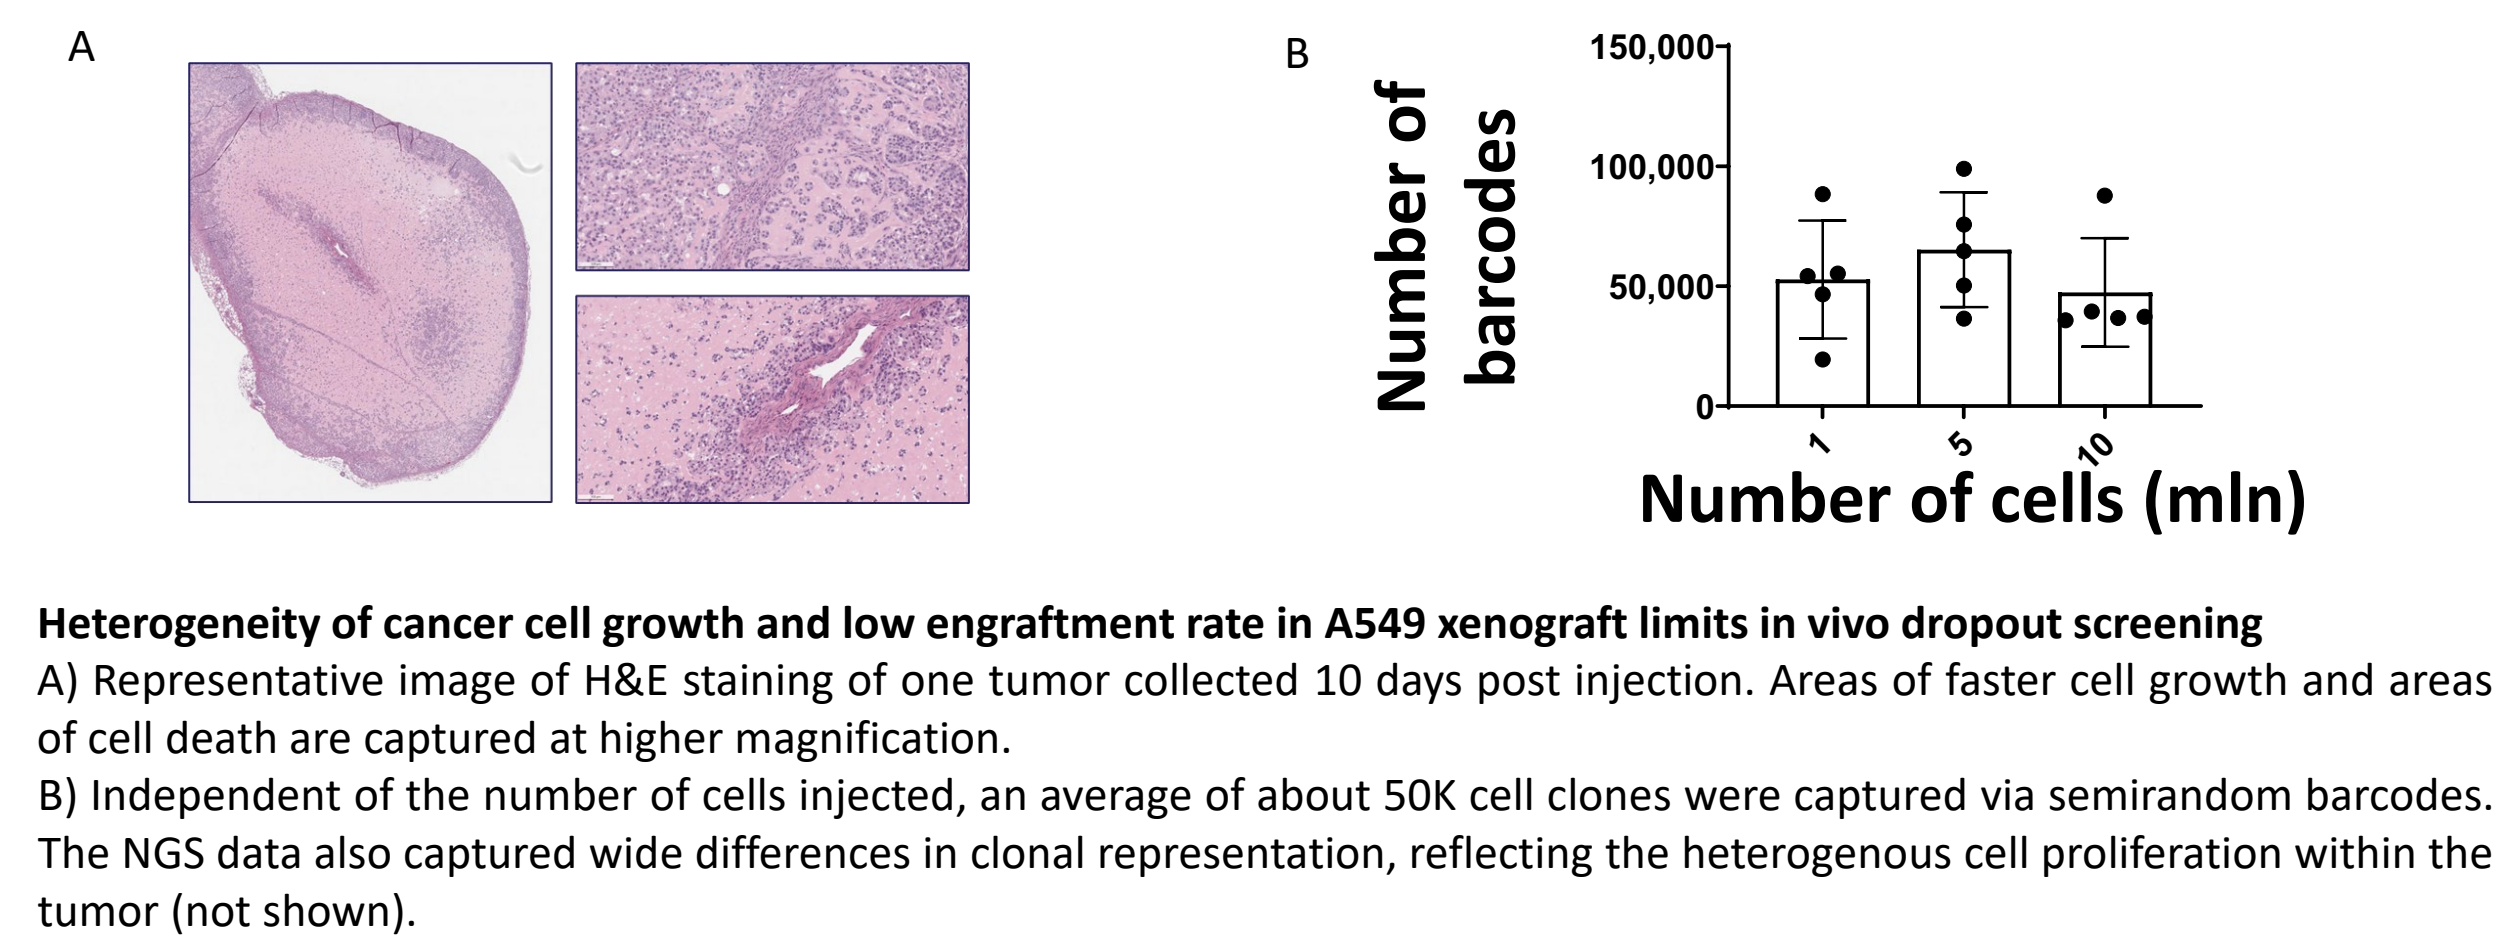 A
B
150,000
100,000
50,000
0
Number of
barcodes
1
5
10
Number of cells (mln)
Heterogeneity of cancer cell growth and low engraftment rate in A549 xenograft limits in vivo dropout screening
A) Representative image of H&E staining of one tumor collected 10 days post injection. Areas of faster cell growth and areas
of cell death are captured at higher magnification.
B) Independent of the number of cells injected, an average of about 50K cell clones were captured via semirandom barcodes.
The NGS data also captured wide differences in clonal representation, reflecting the heterogenous cell proliferation within the
tumor (not shown).